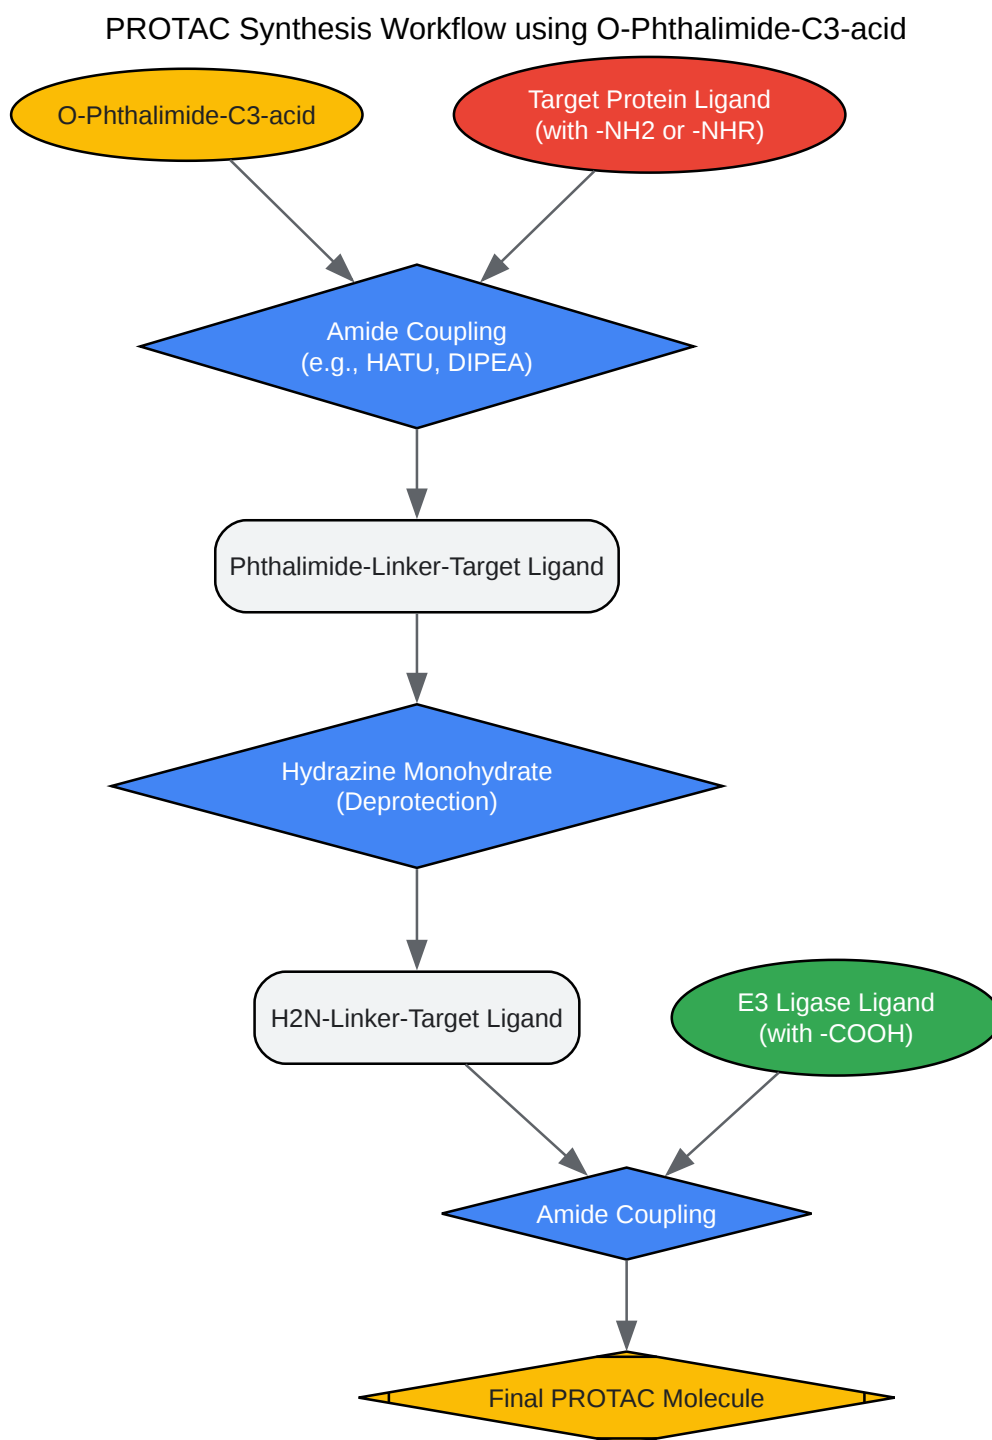 PROTAC Synthesis Workflow using O-Phthalimide-C3-acid
O-Phthalimide-C3-acid
Target Protein Ligand
(with -NH2 or -NHR)
Amide Coupling
(e.g., HATU, DIPEA)
Phthalimide-Linker-Target Ligand
Hydrazine Monohydrate
(Deprotection)
H2N-Linker-Target Ligand
E3 Ligase Ligand
(with -COOH)
Amide Coupling
Final PROTAC Molecule